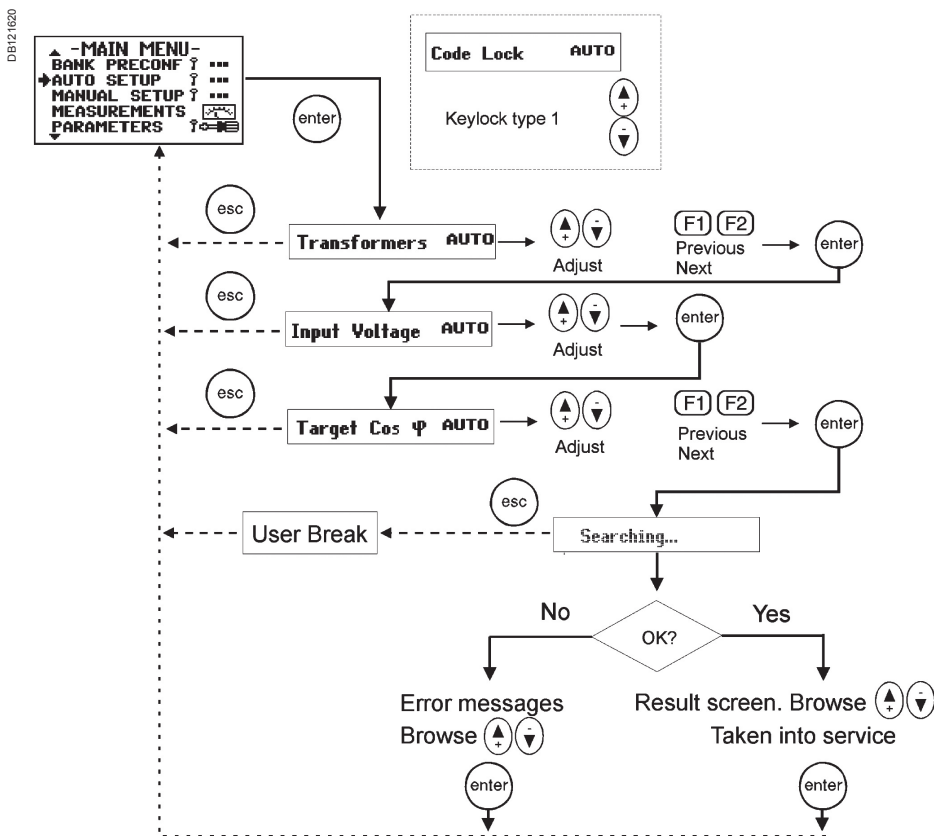 DB121620
-MAIN MENU-
BANK PRECONF
AUTO SETUP
MANUAL SETUP
MEASUREMENTS
PARAMETERS
enter
Code Lock AUTO
Keylock type 1
+
-
esc
Transformers AUTO
+ -
Adjust
F1 F2
Previous
Next
enter
esc
Input Voltage AUTO
+ -
Adjust
enter
esc
Target Cos φ AUTO
+ -
Adjust
F1 F2
Previous
Next
enter
esc
User Break
Searching...
No
OK?
Yes
Error messages
Browse + -
enter
Result screen. Browse + -
Taken into service
enter